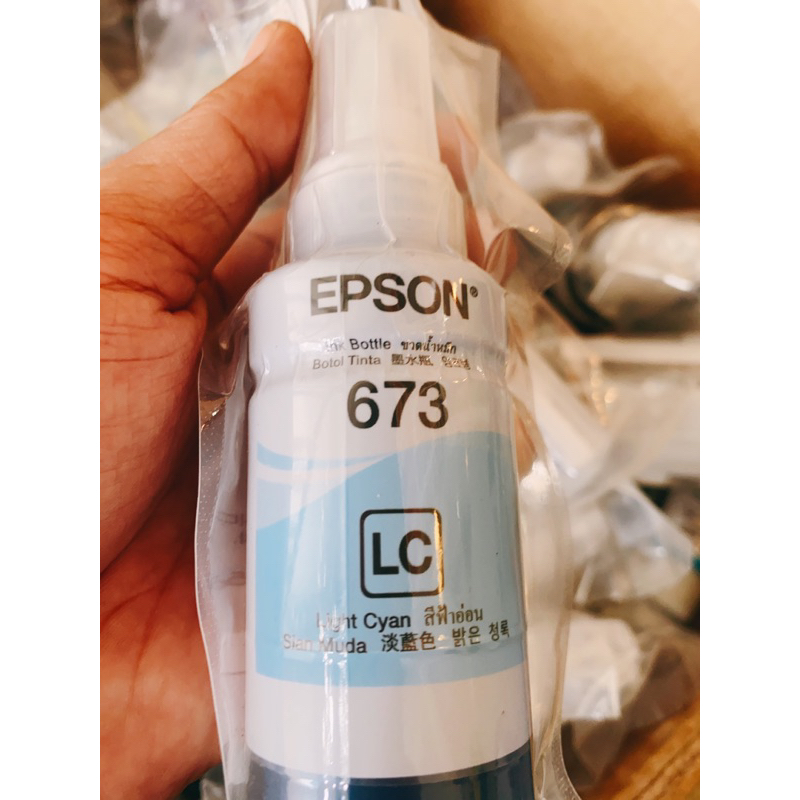 EPSON®
Ink Bottle ขวดน้ำหมึก
Botol Tinta 墨水瓶
673
LC
Light Cyan สีฟ้าอ่อน
Sian Muda 淡藍色 밝은 청록